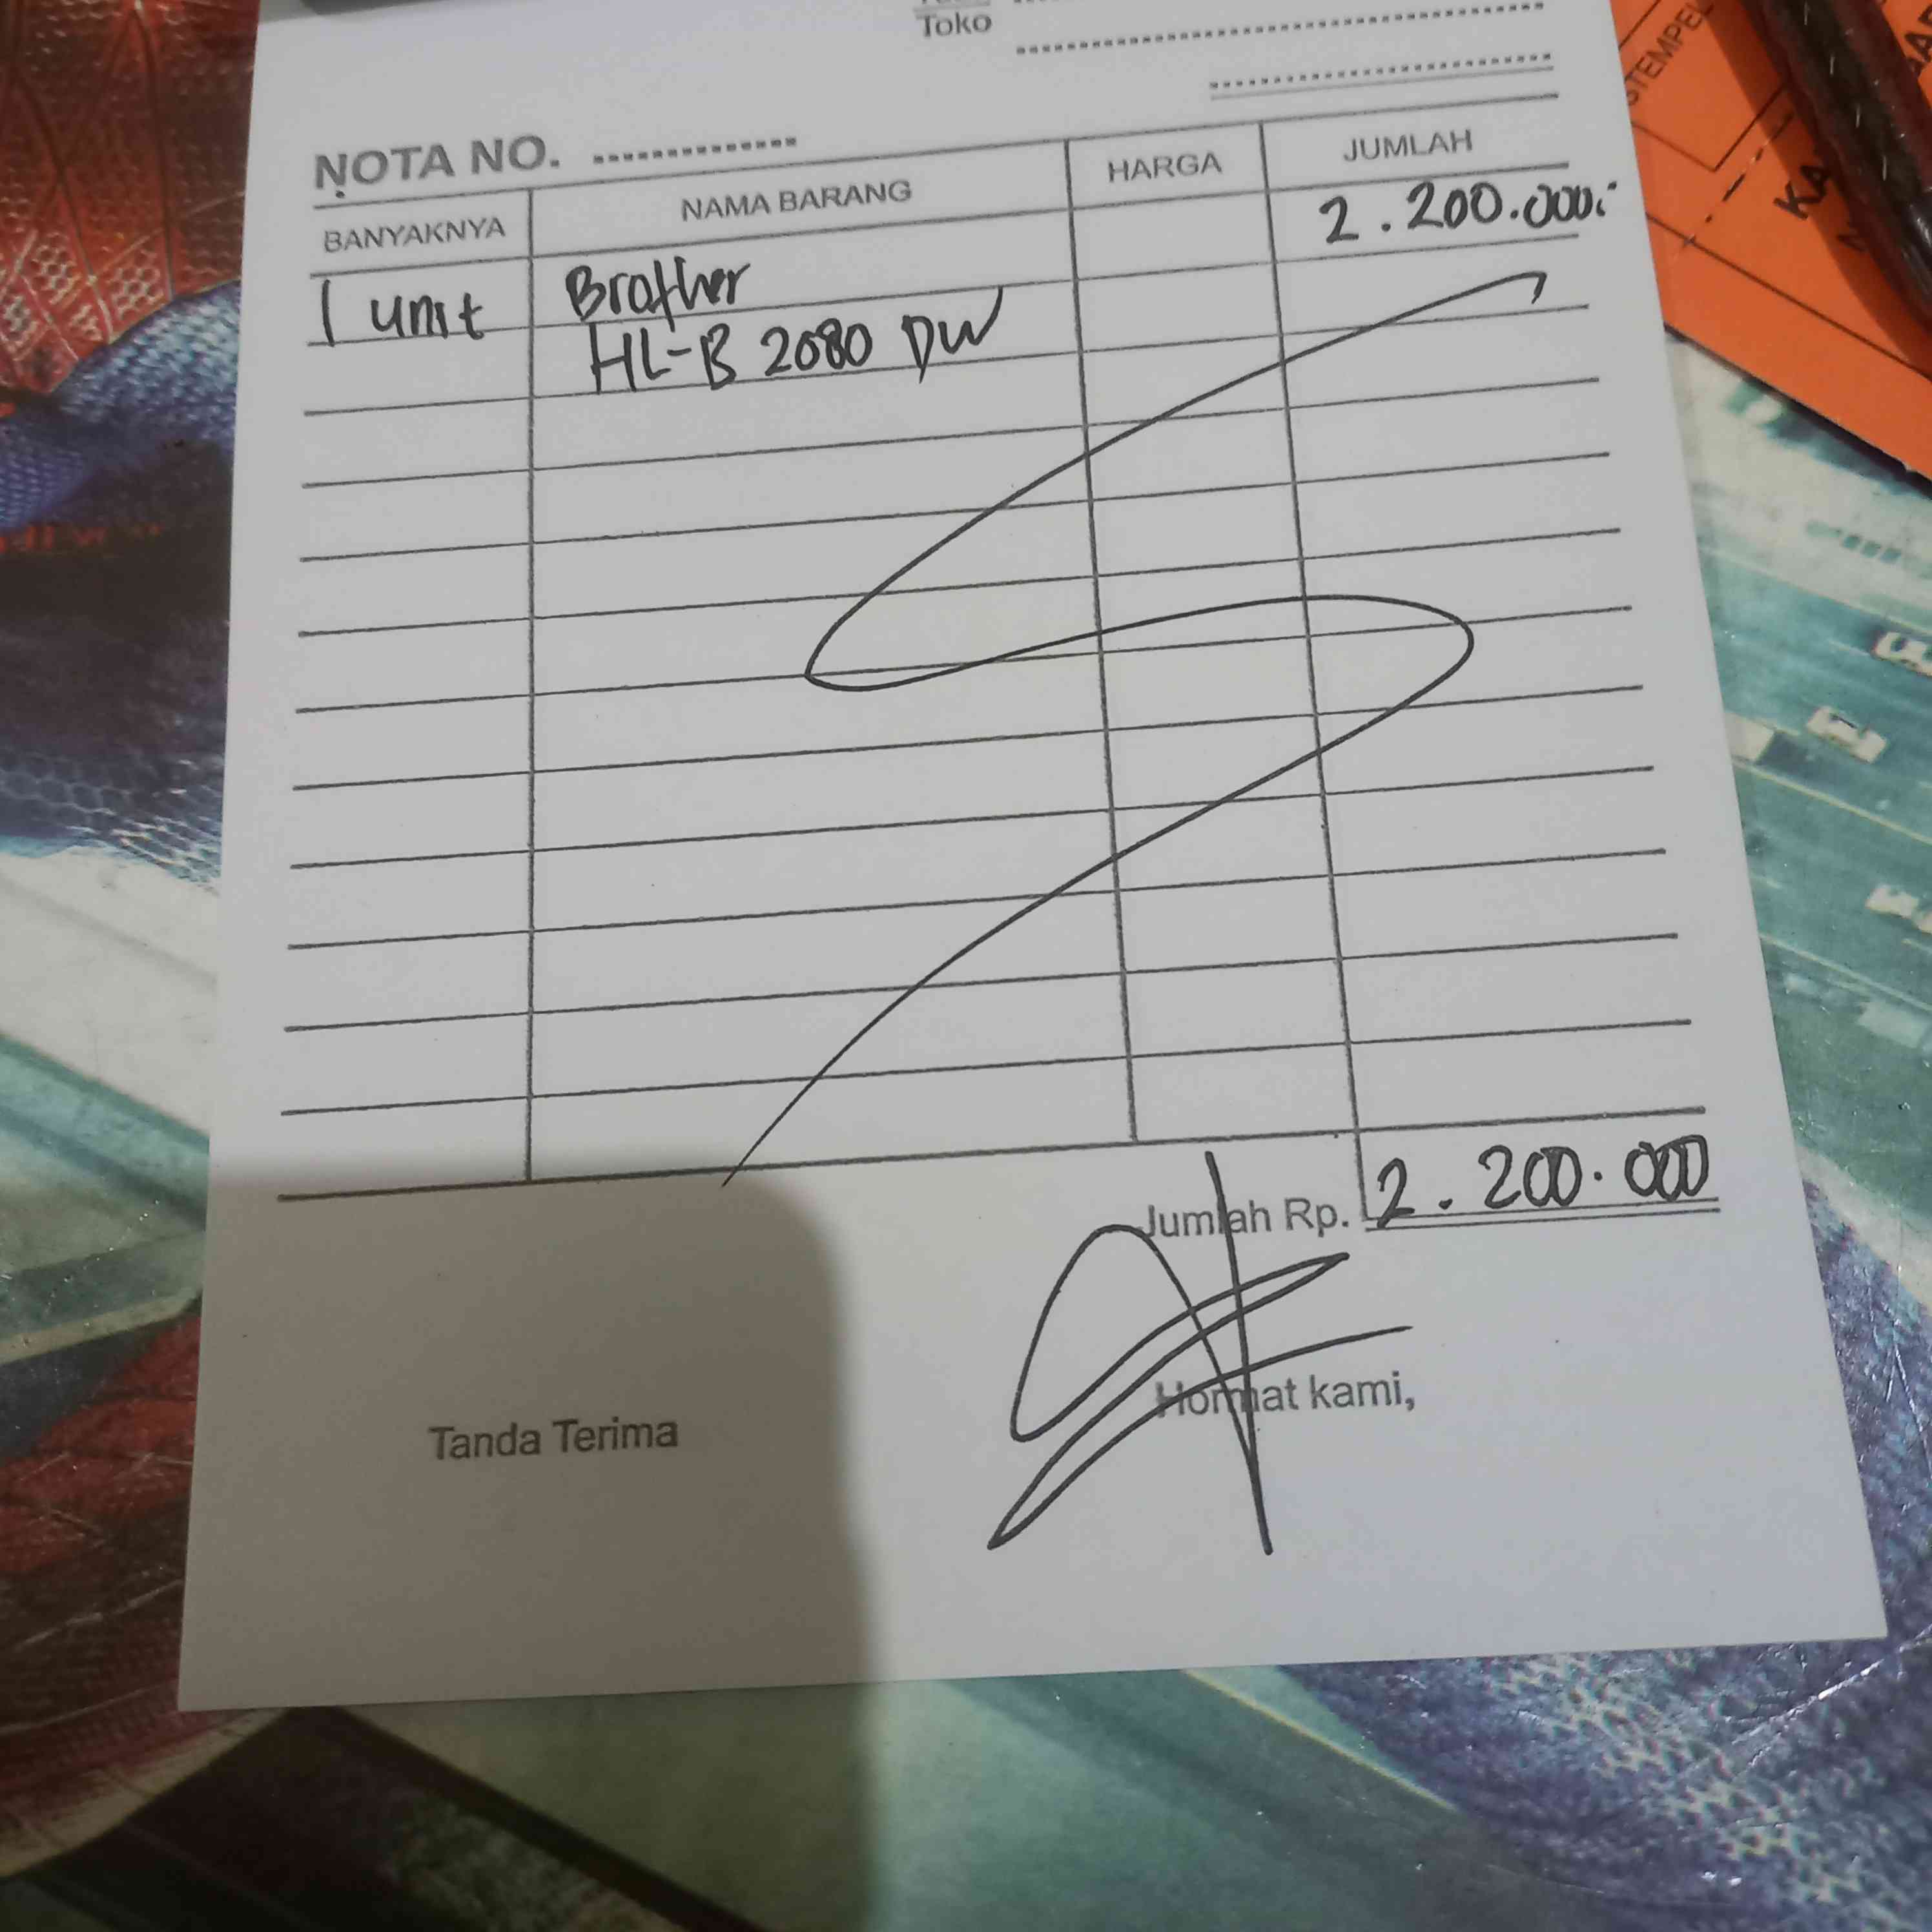 Toko
NOTA NO.
BANYAKNYA NAMA BARANG HARGA JUMLAH
1 unit Brother 2.200.000,-
HL-B 2080 DW
Jumlah Rp. 2.200.000
Tanda Terima Hormat kami,
STEMPEL